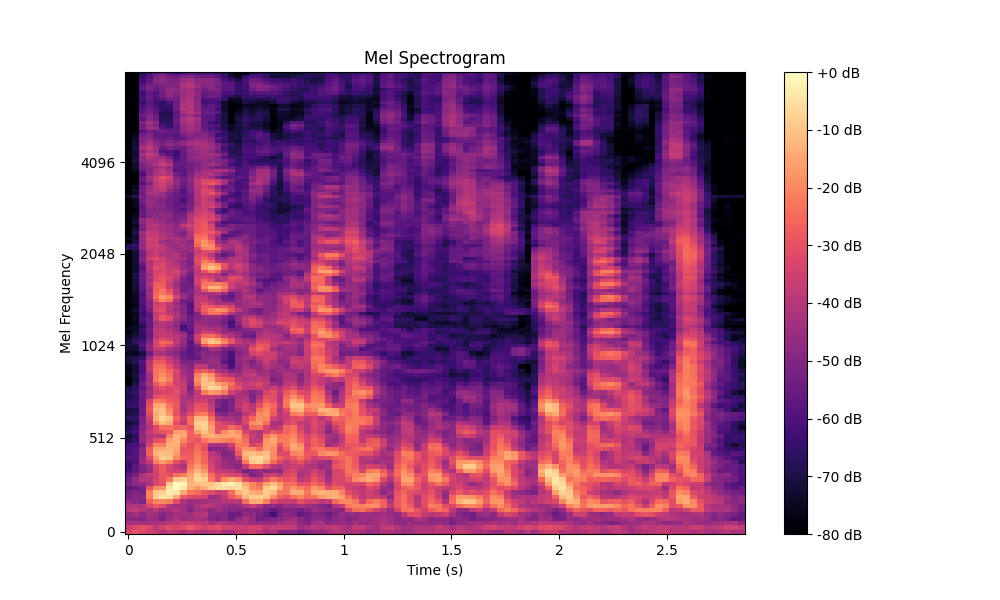 Mel Spectrogram
+0 dB
-10 dB
4096
-20 dB
-30 dB
2048
Mel Frequency
-40 dB
1024
-50 dB
-60 dB
512
-70 dB
0
-80 dB
0 0.5 1 1.5 2 2.5
Time (s)